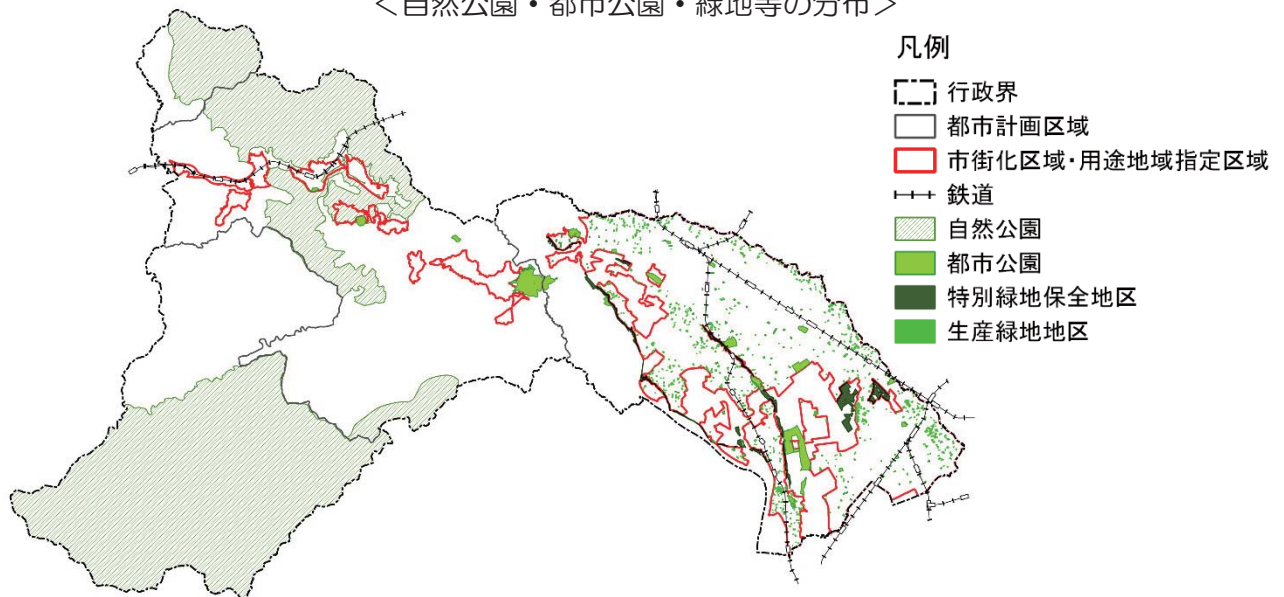 ＜自然公園・都市公園・緑地等の分布＞
凡例
行政界
都市計画区域
市街化区域・用途地域指定区域
鉄道
自然公園
都市公園
特別緑地保全地区
生産緑地地区